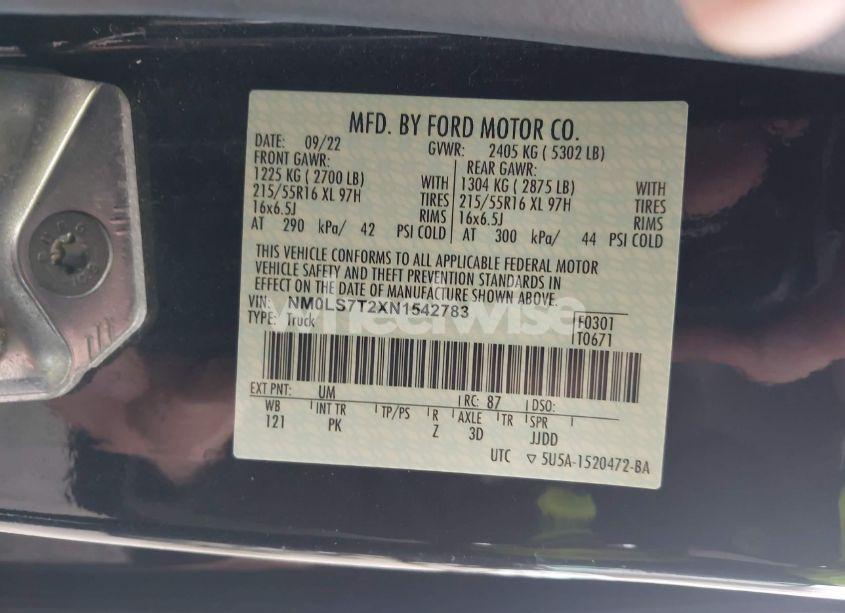 MFD. BY FORD MOTOR CO.
DATE: 09/22 GVWR: 2405 KG ( 5302 LB)
FRONT GAWR: REAR GAWR:
1225 KG ( 2700 LB) WITH 1304 KG ( 2875 LB) WITH
215/55R16 XL 97H TIRES 215/55R16 XL 97H TIRES
16x6.5J RIMS 16x6.5J RIMS
AT 290 kPa/ 42 PSI COLD AT 300 kPa/ 44 PSI COLD
THIS VEHICLE CONFORMS TO ALL APPLICABLE FEDERAL MOTOR
VEHICLE SAFETY AND THEFT PREVENTION STANDARDS IN
EFFECT ON THE DATE OF MANUFACTURE SHOWN ABOVE.
VIN: NM0LS7T2XN1542783 F0301
TYPE: Truck T0671
wheelwise
EXT PNT: UM RC: 87 DSO:
WB INT TR TP/PS R AXLE TR SPR
121 PK Z 3D JJDD
UTC ▽ 5U5A-1520472-BA